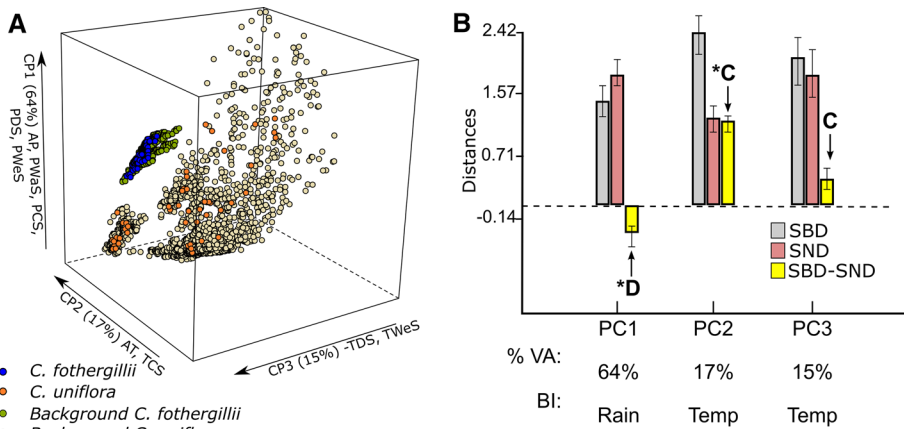 A
CP1 (64%) AP, PWaS, PCS,
PDS, PWeS
CP2 (17%) AT, TCS
CP3 (15%) -TDS, TWeS
C. fothergillii
C. uniflora
Background C. fothergillii
B
Distances
2.42
1.57
0.71
-0.14
*C
C
*D
SBD
SND
SBD-SND
PC1 PC2 PC3
% VA:
64% 17% 15%
BI:
Rain Temp Temp